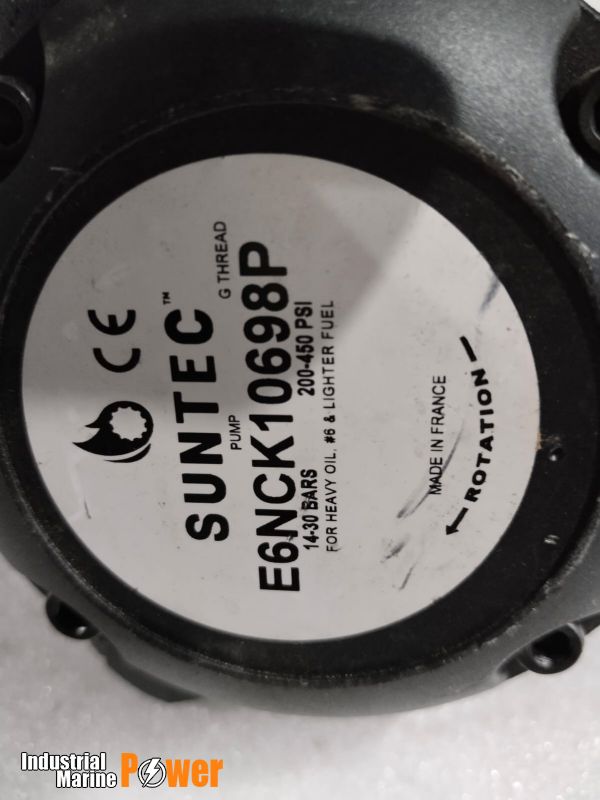 CE
SUNTEC™
PUMP
G THREAD
E6NCK10698P
14-30 BARS 200-450 PSI
FOR HEAVY OIL, #6 & LIGHTER FUEL
MADE IN FRANCE
←ROTATION—
Industrial
Marine Power